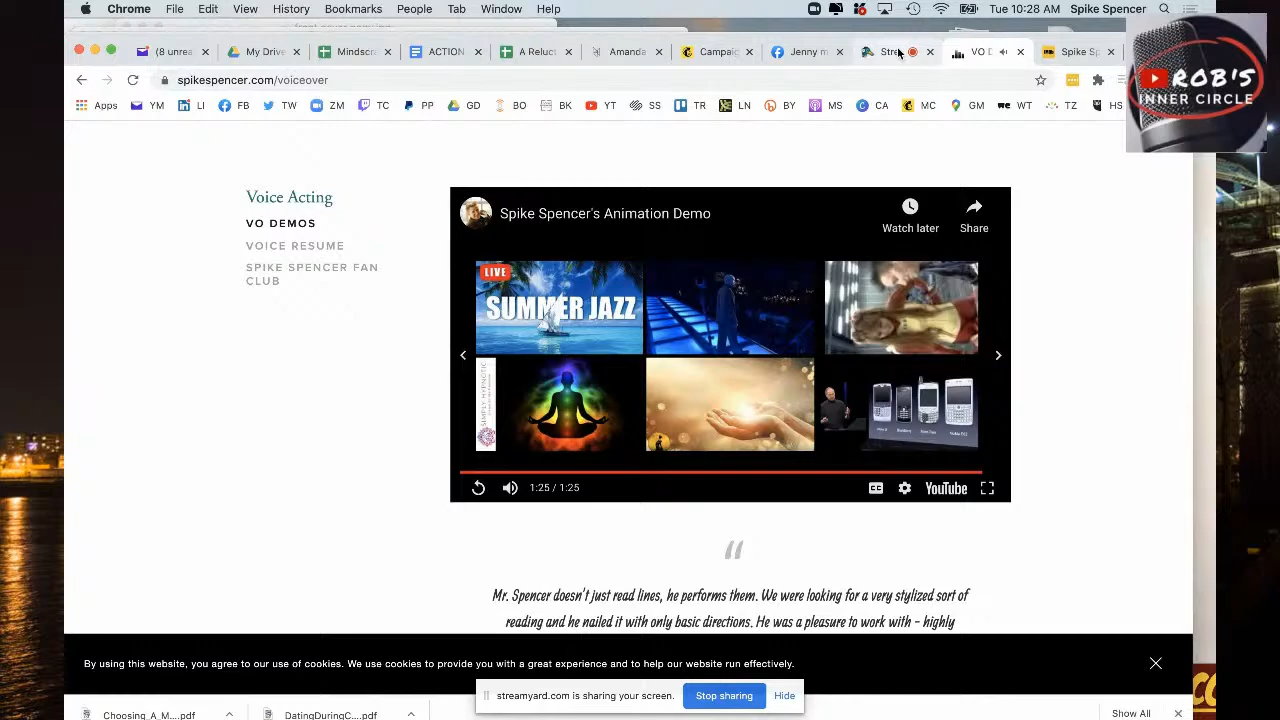 Chrome File Edit View History Bookmarks People Tab Window Help Tue 10:28 AM Spike Spencer
(8 unrea My Drive Mindscr ACTION A Reluct Amanda Campaig Jenny m Stre VO D Spike Sp
spikespencer.com/voiceover
Apps YM LI FB TW ZM TC PP GD BO BK YT SS TR LN BY MS CA MC GM WT TZ HS
ROB'S
INNER CIRCLE
Voice Acting
VO DEMOS
VOICE RESUME
SPIKE SPENCER FAN
CLUB
Spike Spencer's Animation Demo
Watch later
Share
LIVE
SUMMER JAZZ
SIMPLY HYPNOTIC
1:25 / 1:25
CC
YouTube
"
Mr. Spencer doesn't just read lines, he performs them. We were looking for a very stylized sort of
reading and he nailed it with only basic directions. He was a pleasure to work with - highly
By using this website, you agree to our use of cookies. We use cookies to provide you with a great experience and to help our website run effectively.
streamyard.com is sharing your screen. Stop sharing Hide
Choosing_A_M....pdf DatingDuringC....pdf Show All